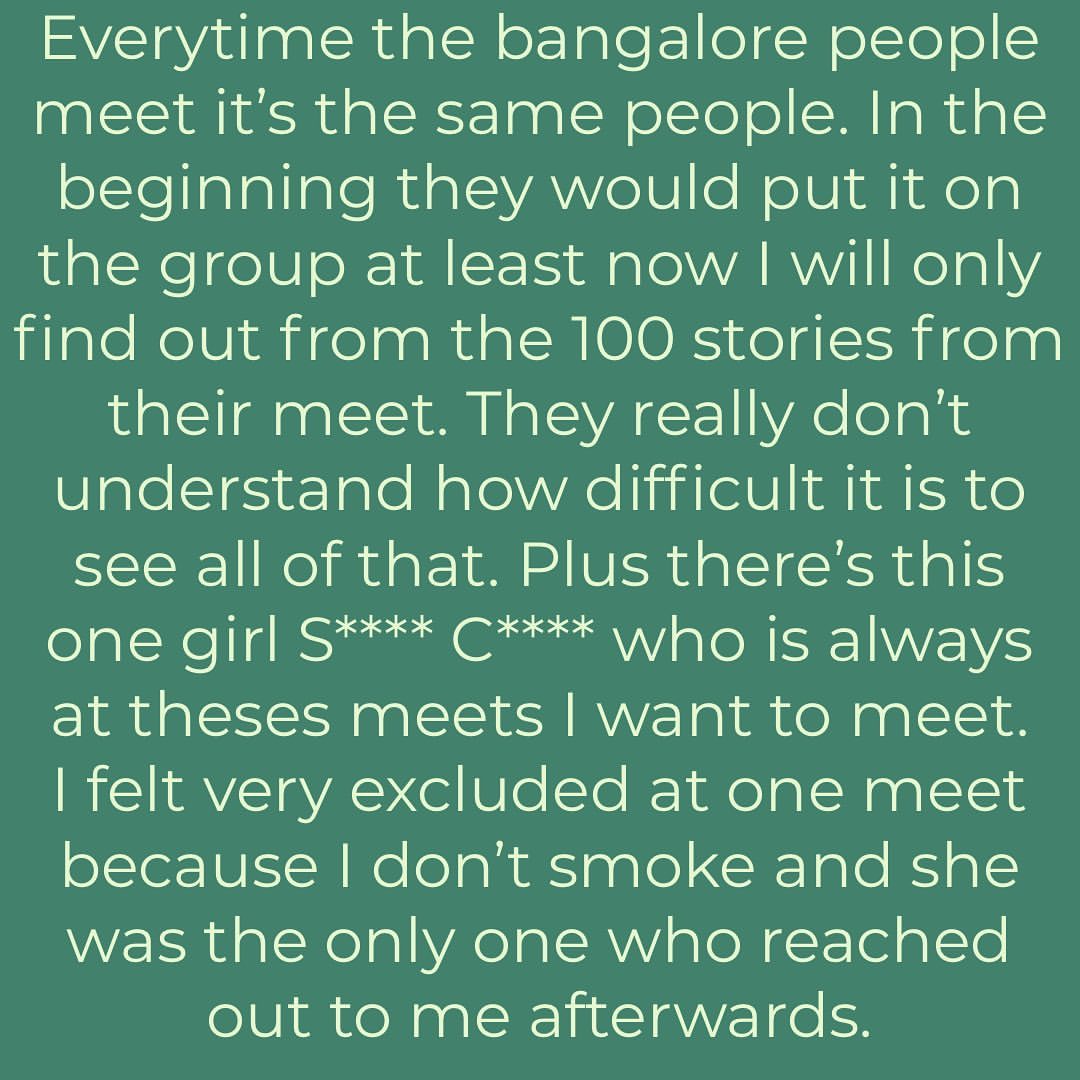 Everytime the bangalore people
meet it’s the same people. In the
beginning they would put it on
the group at least now I will only
find out from the 100 stories from
their meet. They really don’t
understand how difficult it is to
see all of that. Plus there’s this
one girl S**** C**** who is always
at theses meets I want to meet.
I felt very excluded at one meet
because I don’t smoke and she
was the only one who reached
out to me afterwards.